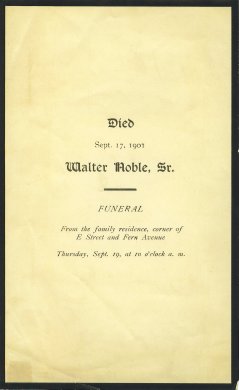 Died
Sept. 17, 1901
Walter Noble, Sr.
FUNERAL
From the family residence, corner of
E Street and Fern Avenue
Thursday, Sept. 19, at 10 o'clock a. m.